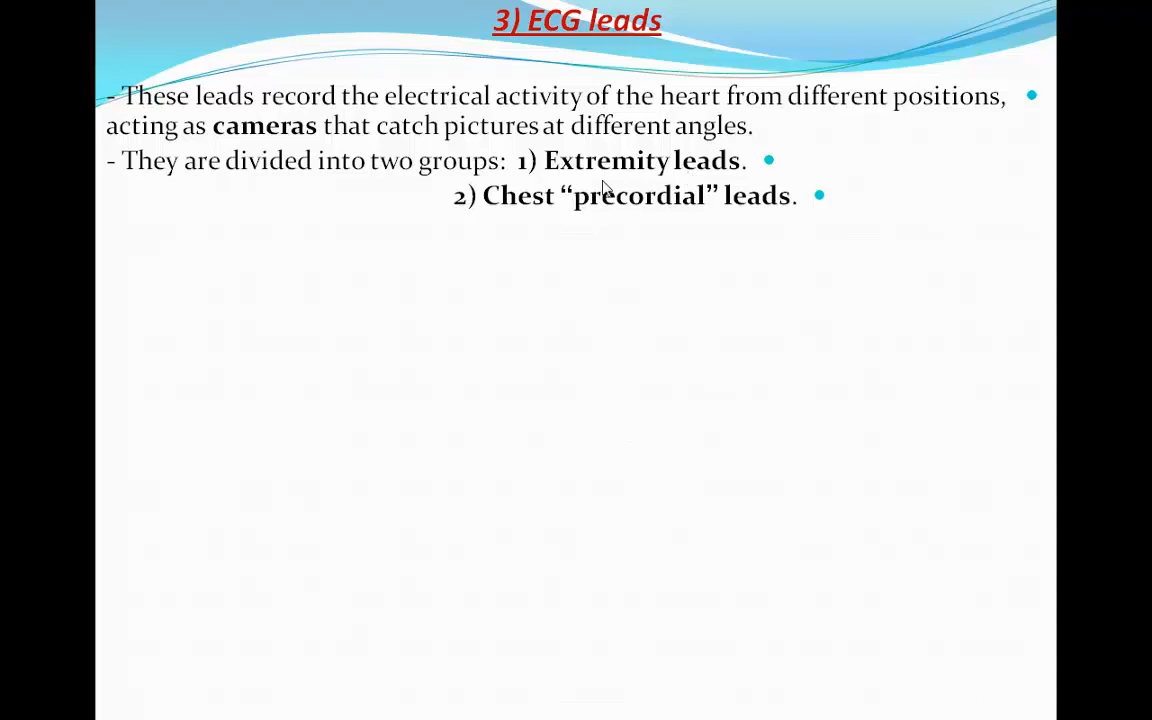 3) ECG leads
- These leads record the electrical activity of the heart from different positions,
acting as cameras that catch pictures at different angles.
- They are divided into two groups: 1) Extremity leads.
2) Chest “precordial” leads.